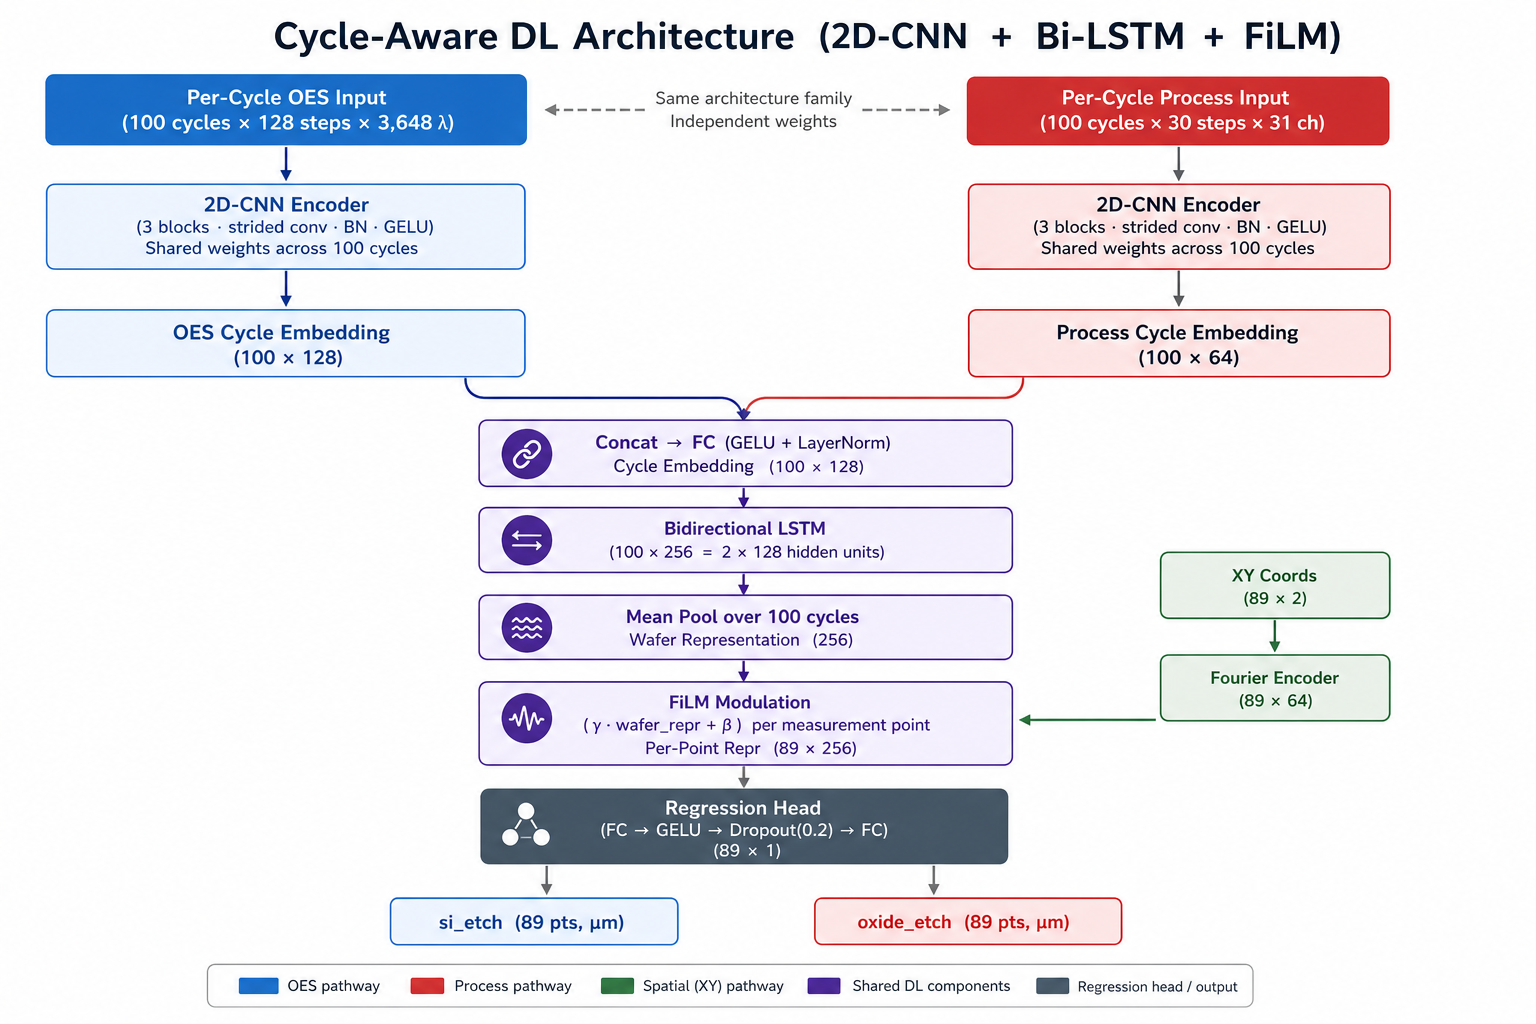 Cycle-Aware DL Architecture (2D-CNN + Bi-LSTM + FiLM)
Per-Cycle OES Input
(100 cycles × 128 steps × 3,648 λ)
Same architecture family
Independent weights
Per-Cycle Process Input
(100 cycles × 30 steps × 31 ch)
2D-CNN Encoder
(3 blocks · strided conv · BN · GELU)
Shared weights across 100 cycles
2D-CNN Encoder
(3 blocks · strided conv · BN · GELU)
Shared weights across 100 cycles
OES Cycle Embedding
(100 × 128)
Process Cycle Embedding
(100 × 64)
Concat → FC (GELU + LayerNorm)
Cycle Embedding (100 × 128)
Bidirectional LSTM
(100 × 256 = 2 × 128 hidden units)
Mean Pool over 100 cycles
Wafer Representation (256)
XY Coords
(89 × 2)
Fourier Encoder
(89 × 64)
FiLM Modulation
( γ · wafer_repr + β ) per measurement point
Per-Point Repr (89 × 256)
Regression Head
(FC → GELU → Dropout(0.2) → FC)
(89 × 1)
si_etch (89 pts, µm)
oxide_etch (89 pts, µm)
OES pathway
Process pathway
Spatial (XY) pathway
Shared DL components
Regression head / output